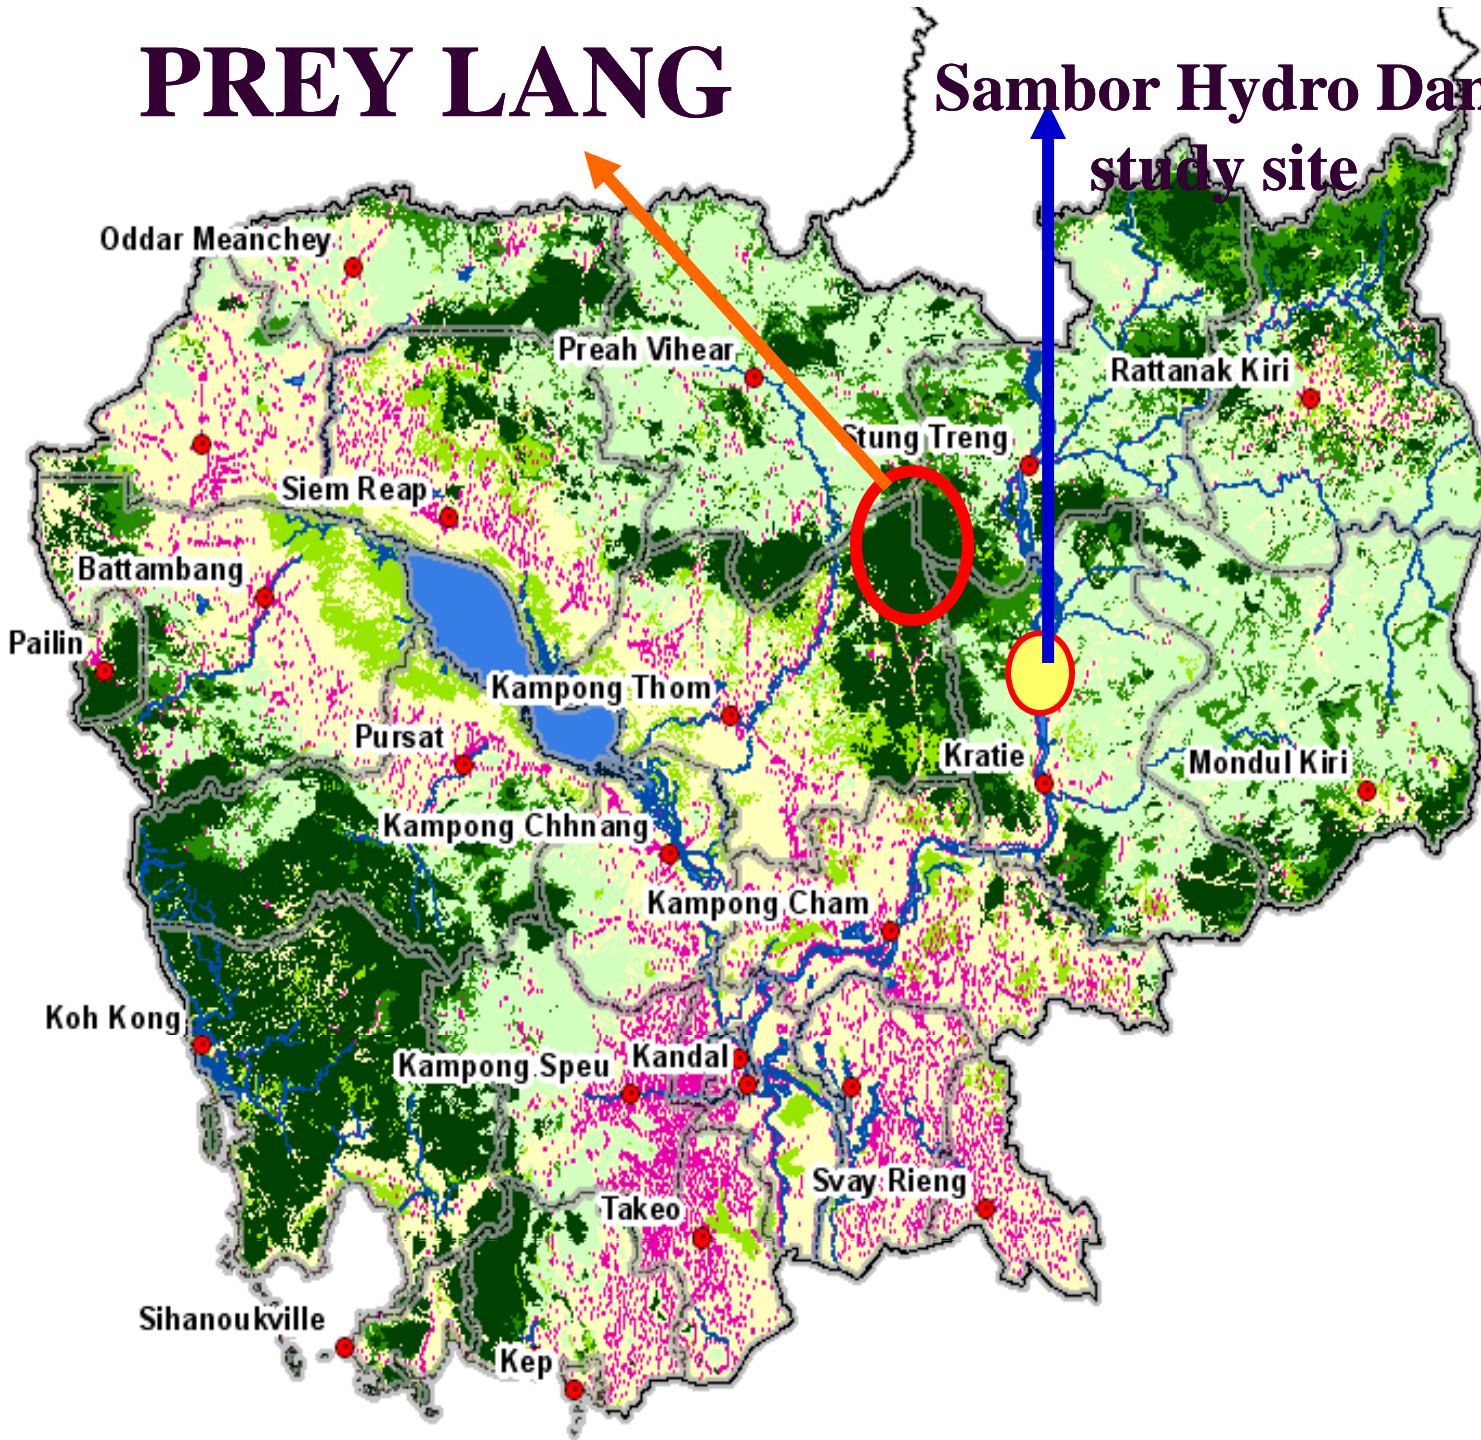 PREY LANG
Sambor Hydro Dam
study site
Oddar Meanchey
Preah Vihear
Rattanak Kiri
Stung Treng
Siem Reap
Battambang
Pailin
Kampong Thom
Pursat
Kratie
Mondul Kiri
Kampong Chhnang
Kampong Cham
Koh Kong
Kampong Speu
Kandal
Svay Rieng
Takeo
Sihanoukville
Kep